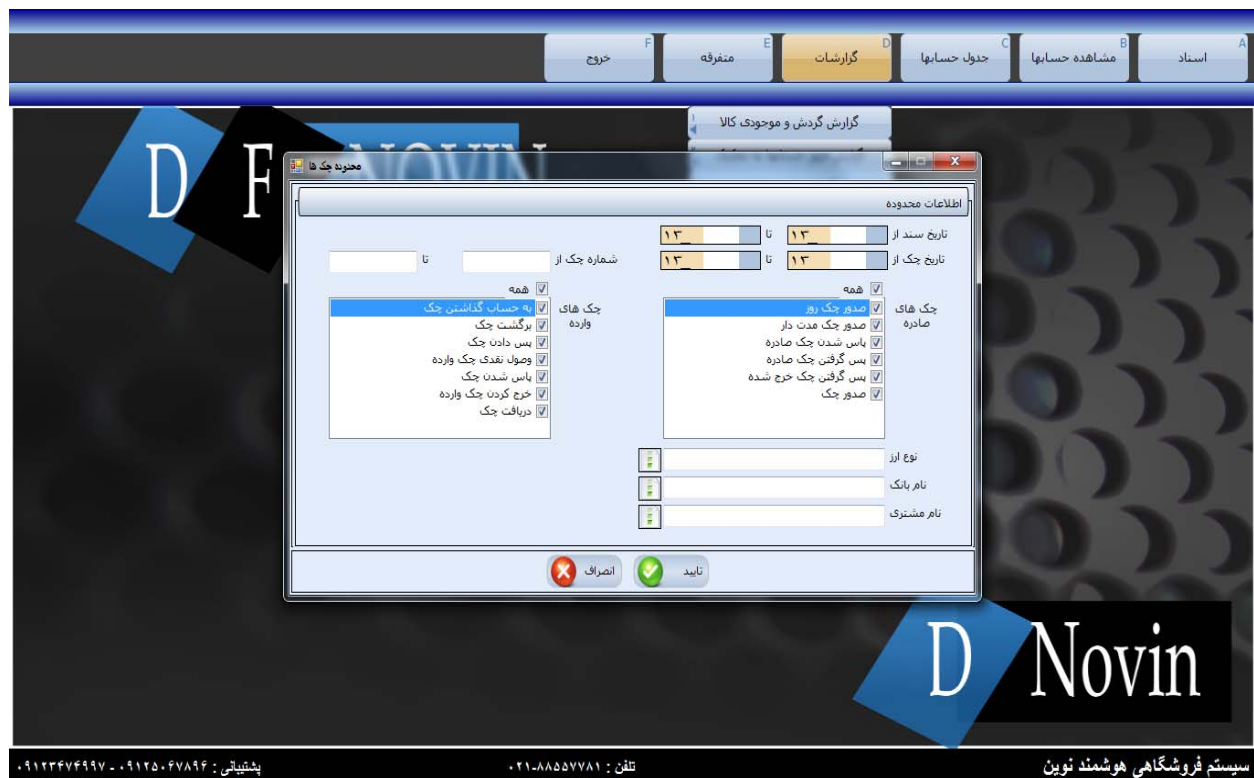 A اسناد
B مشاهده حسابها
C جدول حسابها
D گزارشات
E متفرقه
F خروج
گزارش گردش و موجودی کالا
D F NOVIN
محدوده چک ها
اطلاعات محدوده
تاریخ سند از ۱۳_ تا ۱۳_
تاریخ چک از ۱۳_ تا ۱۳_ شماره چک از تا
همه
چک های صادره
صدور چک روز
صدور چک مدت دار
پاس شدن چک صادره
پس گرفتن چک صادره
پس گرفتن چک خرج شده
صدور چک
همه
چک های وارده
به حساب گذاشتن چک
برگشت چک
پس دادن چک
وصول نقدی چک وارده
پاس شدن چک
خرج کردن چک وارده
دریافت چک
نوع ارز
نام بانک
نام مشتری
تایید انصراف
D Novin
سیستم فروشگاهی هوشمند نوین
تلفن : ۸۸۵۵۷۷۸۱-۰۲۱
پشتیبانی : ۰۹۱۲۵۰۶۷۸۹۶ - ۰۹۱۲۳۴۷۴۹۹۷